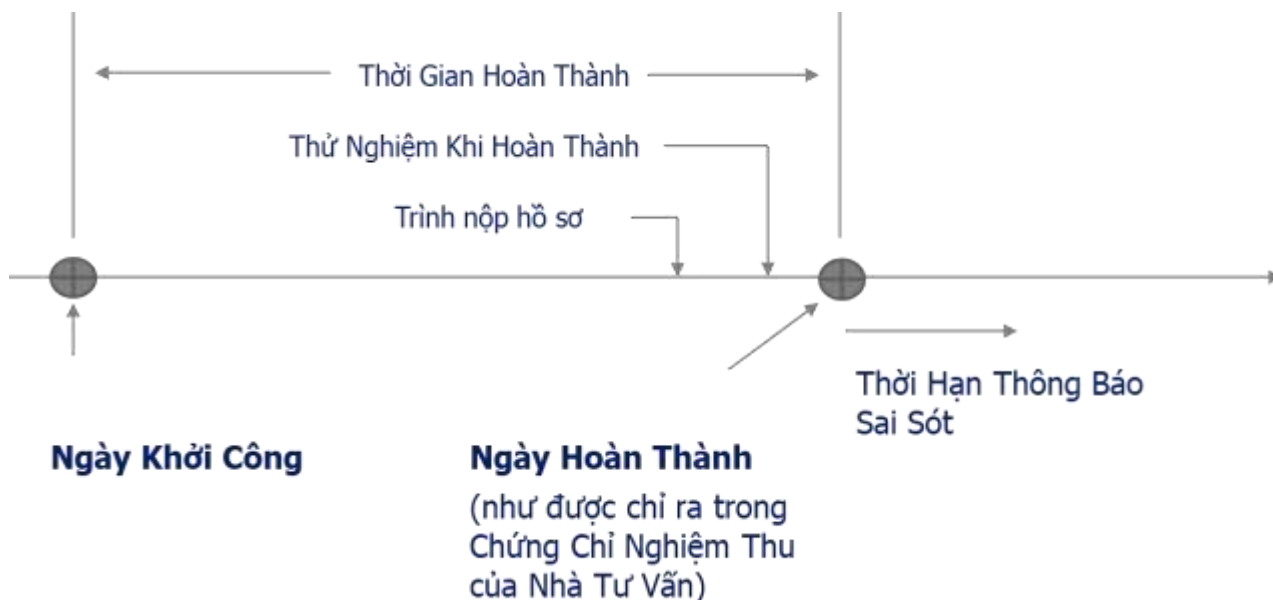 Thời Gian Hoàn Thành
Thử Nghiệm Khi Hoàn Thành
Trình nộp hồ sơ
Thời Hạn Thông Báo
Sai Sót
Ngày Khởi Công
Ngày Hoàn Thành
(như được chỉ ra trong
Chứng Chỉ Nghiệm Thu
của Nhà Tư Vấn)